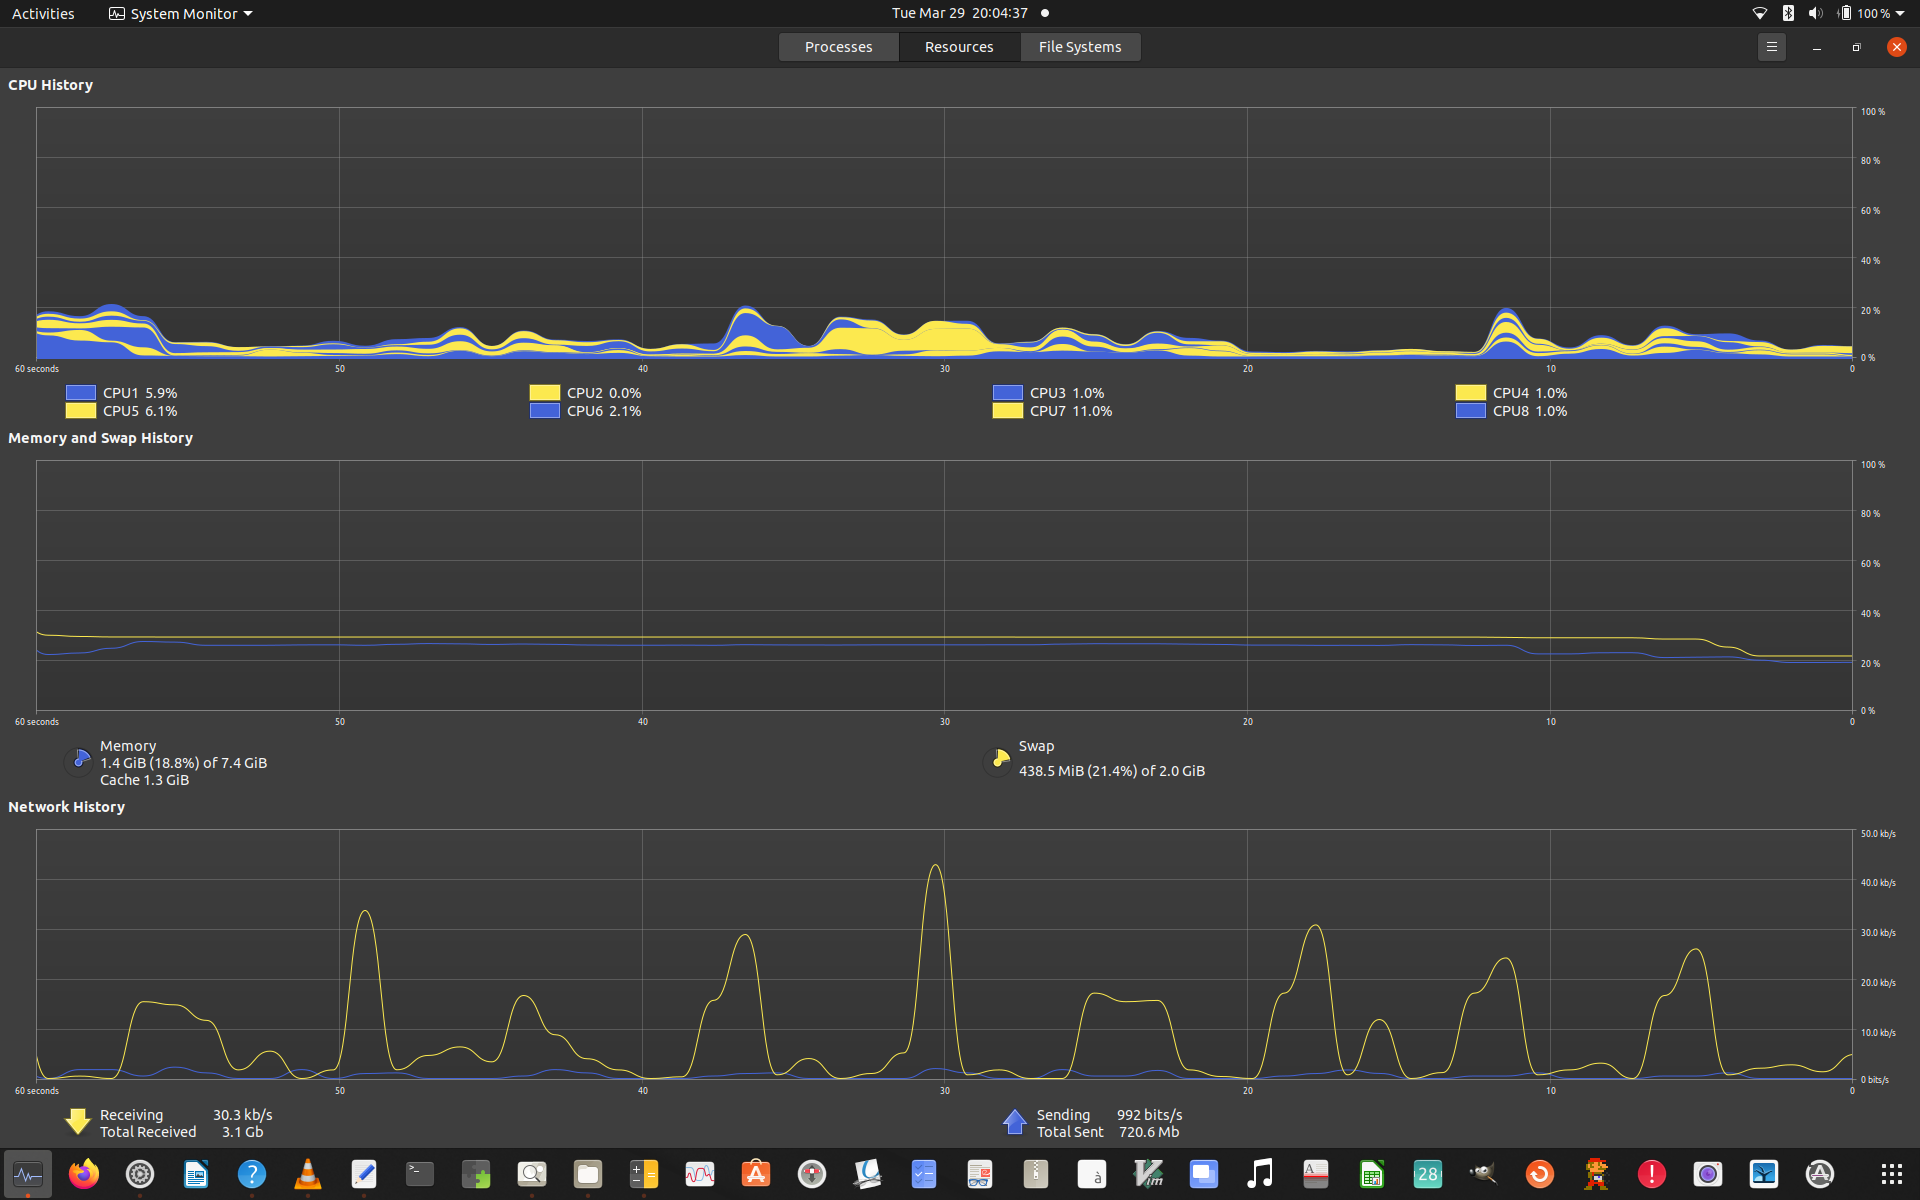 Activities System Monitor Tue Mar 29 20:04:37 100 %
Processes Resources File Systems
CPU History
100 %
80 %
60 %
40 %
20 %
0 %
60 seconds 50 40 30 20 10 0
CPU1 5.9% CPU2 0.0% CPU3 1.0% CPU4 1.0%
CPU5 6.1% CPU6 2.1% CPU7 11.0% CPU8 1.0%
Memory and Swap History
100 %
80 %
60 %
40 %
20 %
0 %
60 seconds 50 40 30 20 10 0
Memory
1.4 GiB (18.8%) of 7.4 GiB
Cache 1.3 GiB
Swap
438.5 MiB (21.4%) of 2.0 GiB
Network History
50.0 kb/s
40.0 kb/s
30.0 kb/s
20.0 kb/s
10.0 kb/s
0 bits/s
60 seconds 50 40 30 20 10 0
Receiving 30.3 kb/s
Total Received 3.1 Gb
Sending 992 bits/s
Total Sent 720.6 Mb
? >_ à Vim A 28 !